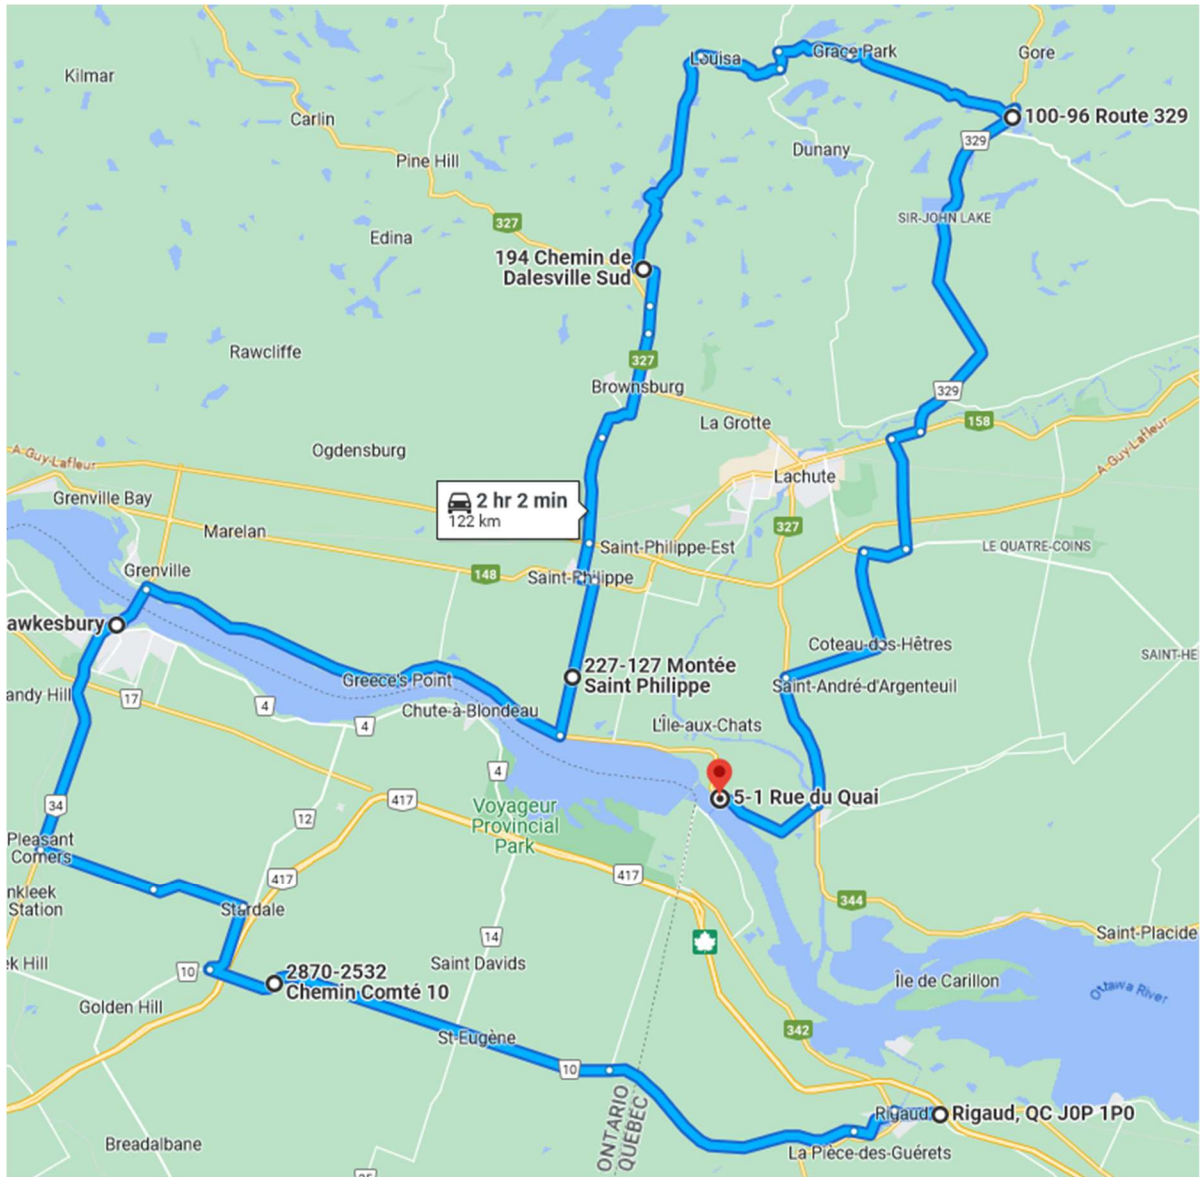 Kilmar
Louisa
Grace Park
Gore
Carlin
100-96 Route 329
329
Pine Hill
Dunany
SIR-JOHN LAKE
327
Edina
194 Chemin de
Dalesville Sud
Rawcliffe
327
Brownsburg
329
La Grotte
158
A-Guy-Lafleur
Ogdensburg
A-Guy-Lafleur
Lachute
2 hr 2 min
122 km
Grenville Bay
Marelan
327
Saint-Philippe-Est
LE QUATRE-COINS
Grenville
148
Saint-Philippe
awkesbury
Coteau-des-Hêtres
SAINT-HE
227-127 Montée
Saint Philippe
Greece's Point
Saint-André-d'Argenteuil
andy Hill
17
4
4
Chute-à-Blondeau
L'Île-aux-Chats
4
5-1 Rue du Quai
34
12
417
Voyageur
Provincial
Park
Pleasant
Corners
417
417
nkleek
Station
Stardale
344
14
Saint-Placide
ek Hill
10
2870-2532
Chemin Comté 10
Saint Davids
Île de Carillon
Ottawa River
Golden Hill
St-Eugène
342
10
ONTARIO
QUEBEC
Rigaud
Rigaud, QC J0P 1P0
Breadalbane
La Pièce-des-Guérets